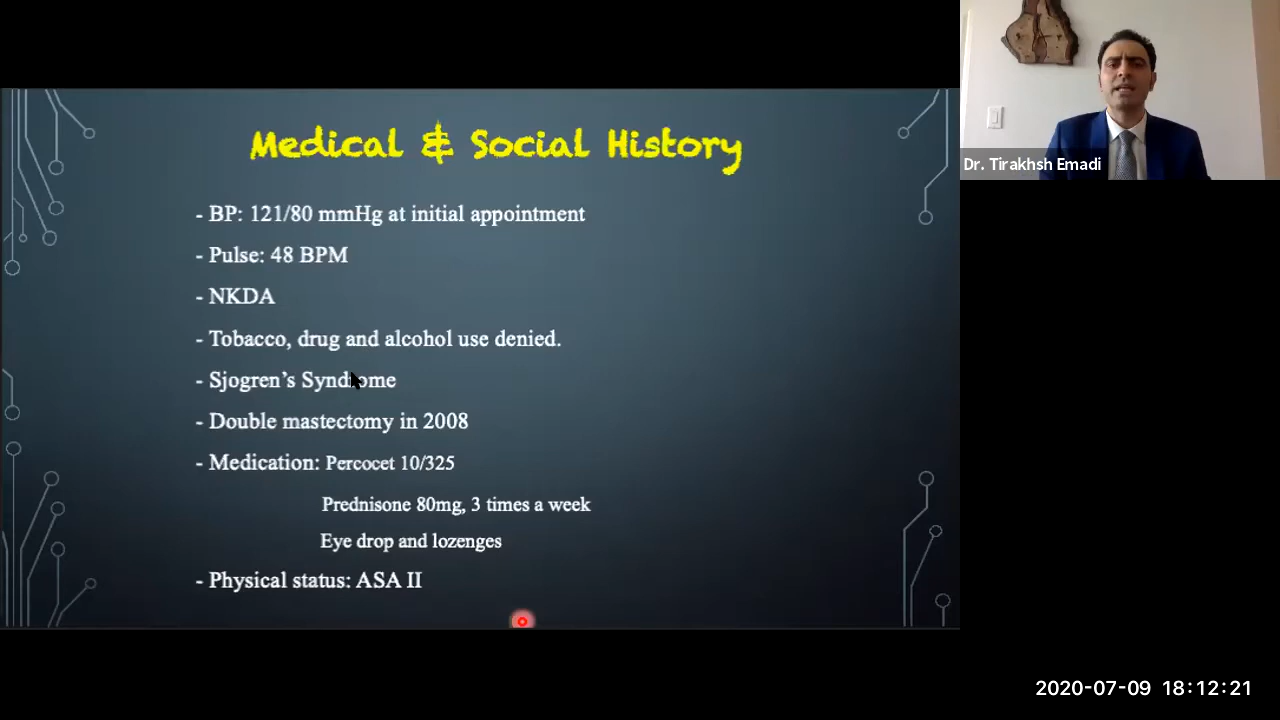 Medical & Social History
- BP: 121/80 mmHg at initial appointment
- Pulse: 48 BPM
- NKDA
- Tobacco, drug and alcohol use denied.
- Sjogren’s Syndrome
- Double mastectomy in 2008
- Medication: Percocet 10/325
Prednisone 80mg, 3 times a week
Eye drop and lozenges
- Physical status: ASA II
Dr. Tirakhsh Emadi
2020-07-09 18:12:21